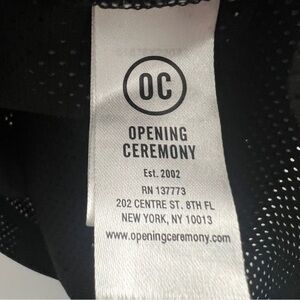 OC
OPENING
CEREMONY
Est. 2002
RN 137773
202 CENTRE ST. 8TH FL
NEW YORK, NY 10013
www.openingceremony.com